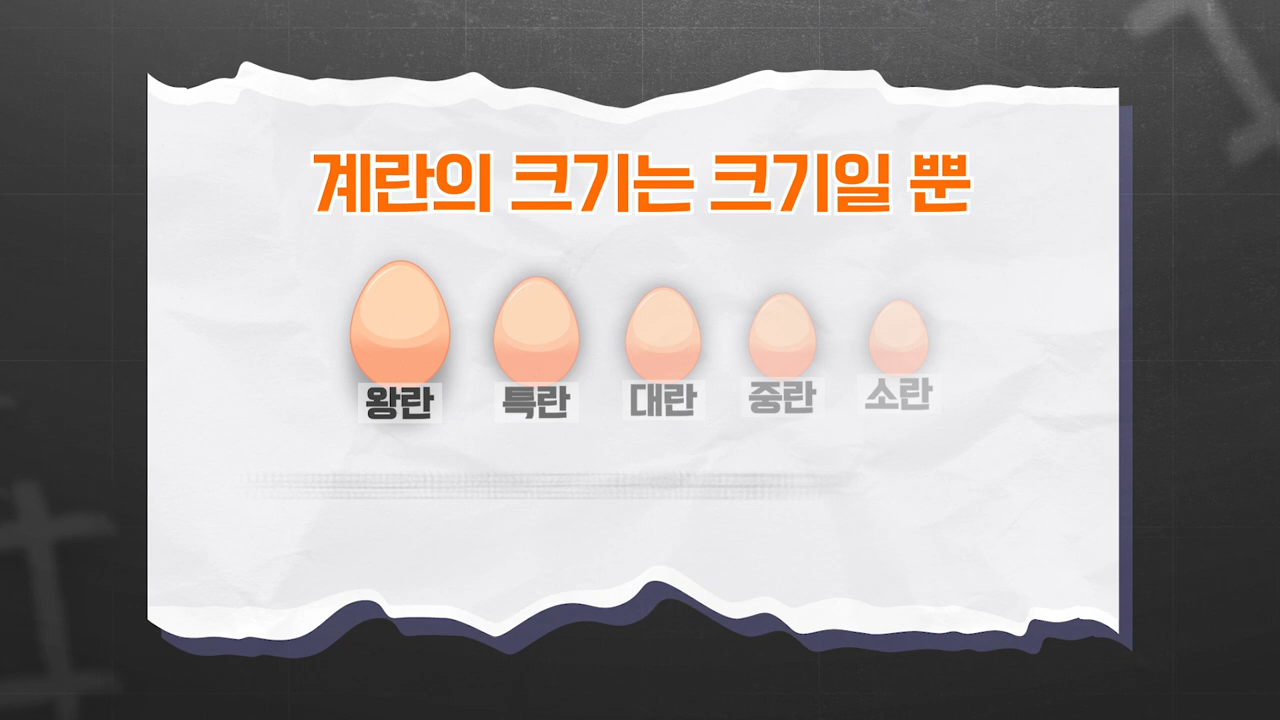 계란의 크기는 크기일 뿐
왕란 특란 대란 중란 소란